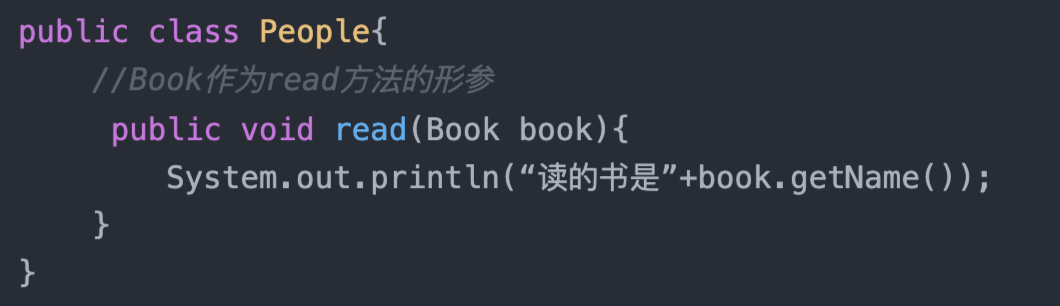 public class People{
//Book作为read方法的形参
public void read(Book book){
System.out.println(“读的书是”+book.getName());
}
}